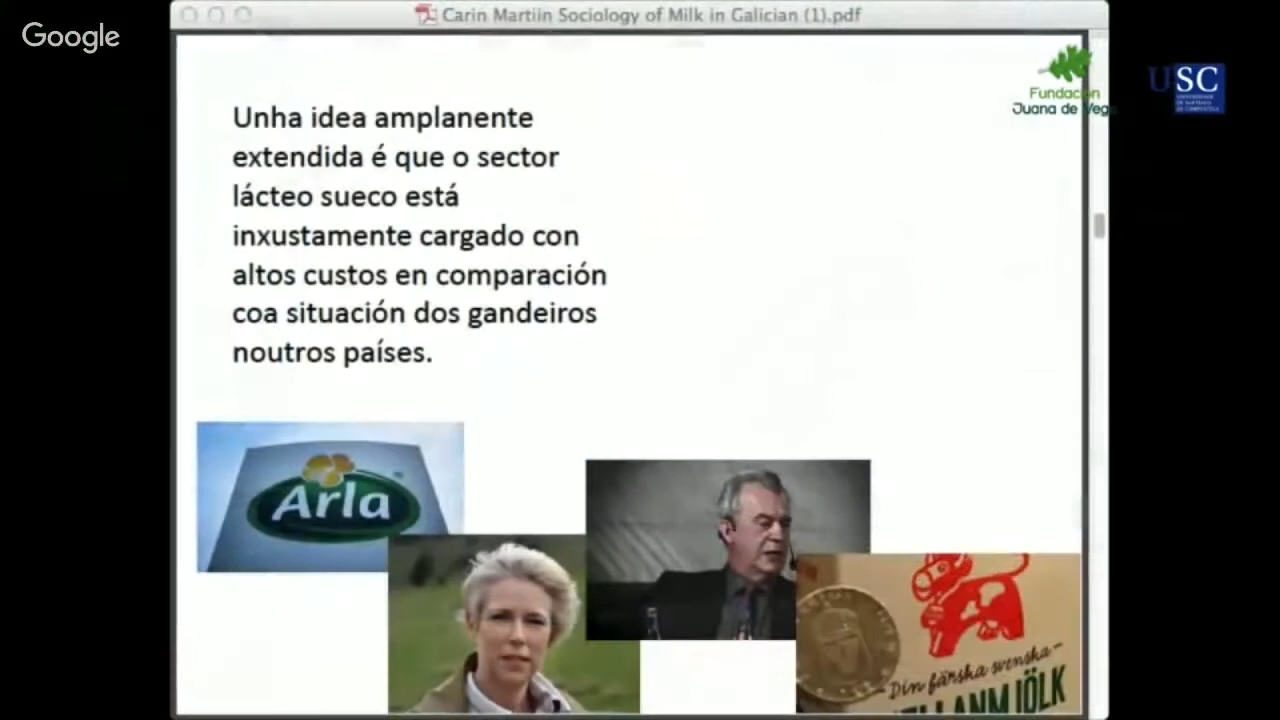 Google
Carin Martiin Sociology of Milk in Galician (1).pdf
Fundación
Juana de Vega
USC
Unha idea amplanente
extendida é que o sector
lácteo sueco está
inxustamente cargado con
altos custos en comparación
coa situación dos gandeiros
noutros países.
Arla
Din färska svenska
ELLANMJÖLK